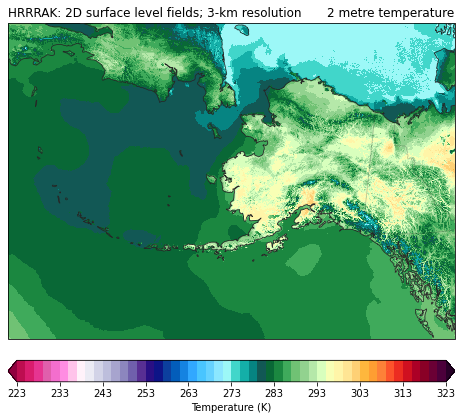 HRRRAK: 2D surface level fields; 3-km resolution 2 metre temperature
223 233 243 253 263 273 283 293 303 313 323
Temperature (K)